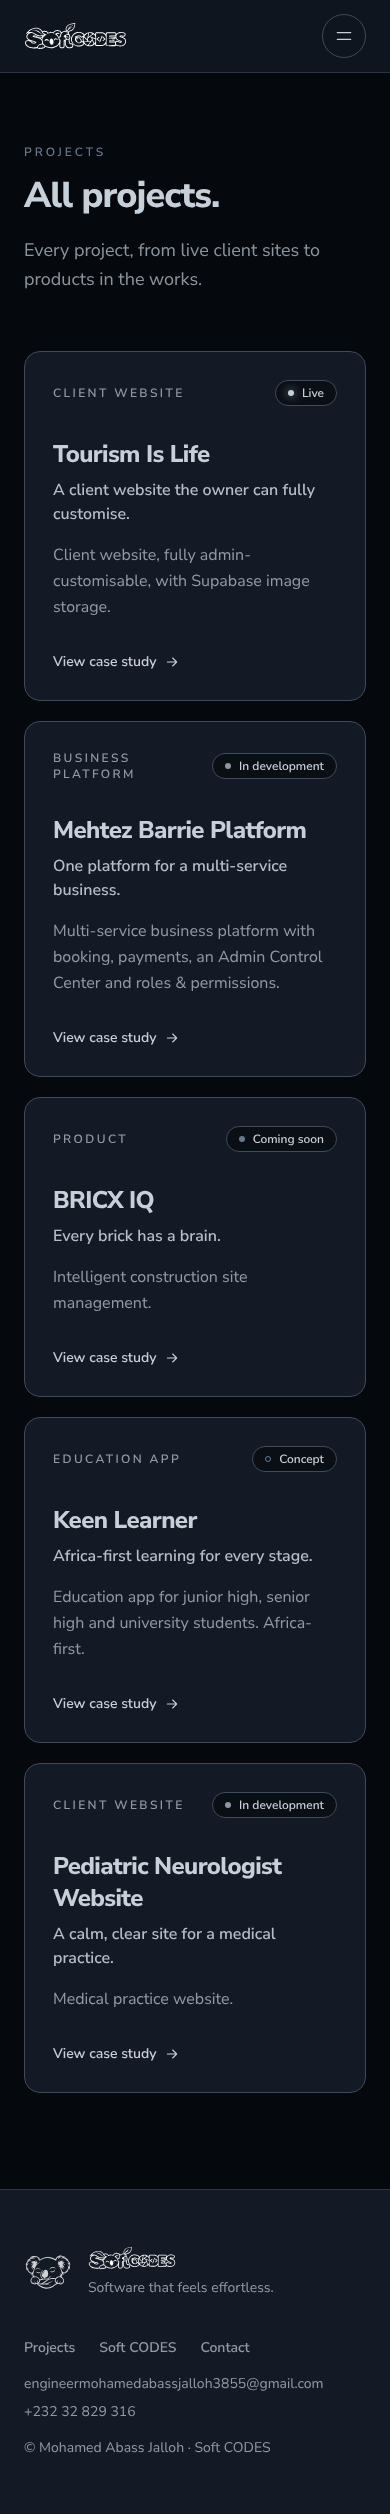 Soft CODES
PROJECTS
All projects.
Every project, from live client sites to
products in the works.
CLIENT WEBSITE
Live
Tourism Is Life
A client website the owner can fully
customise.
Client website, fully admin-
customisable, with Supabase image
storage.
View case study →
BUSINESS
PLATFORM
In development
Mehtez Barrie Platform
One platform for a multi-service
business.
Multi-service business platform with
booking, payments, an Admin Control
Center and roles & permissions.
View case study →
PRODUCT
Coming soon
BRICX IQ
Every brick has a brain.
Intelligent construction site
management.
View case study →
EDUCATION APP
Concept
Keen Learner
Africa-first learning for every stage.
Education app for junior high, senior
high and university students. Africa-
first.
View case study →
CLIENT WEBSITE
In development
Pediatric Neurologist
Website
A calm, clear site for a medical
practice.
Medical practice website.
View case study →
Soft CODES
Software that feels effortless.
Projects Soft CODES Contact
engineermohamedabassjalloh3855@gmail.com
+232 32 829 316
© Mohamed Abass Jalloh · Soft CODES